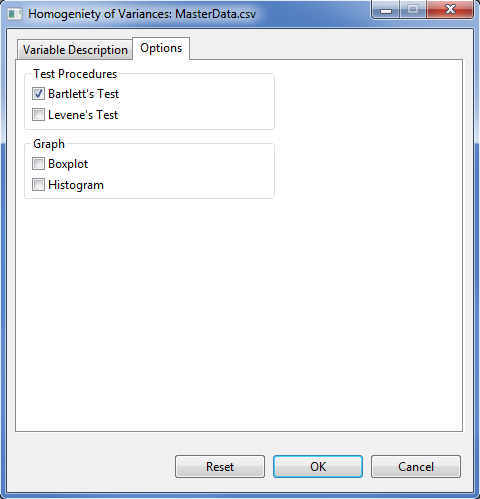 Homogeniety of Variances: MasterData.csv
Variable Description Options
Test Procedures
Bartlett's Test
Levene's Test
Graph
Boxplot
Histogram
Reset OK Cancel